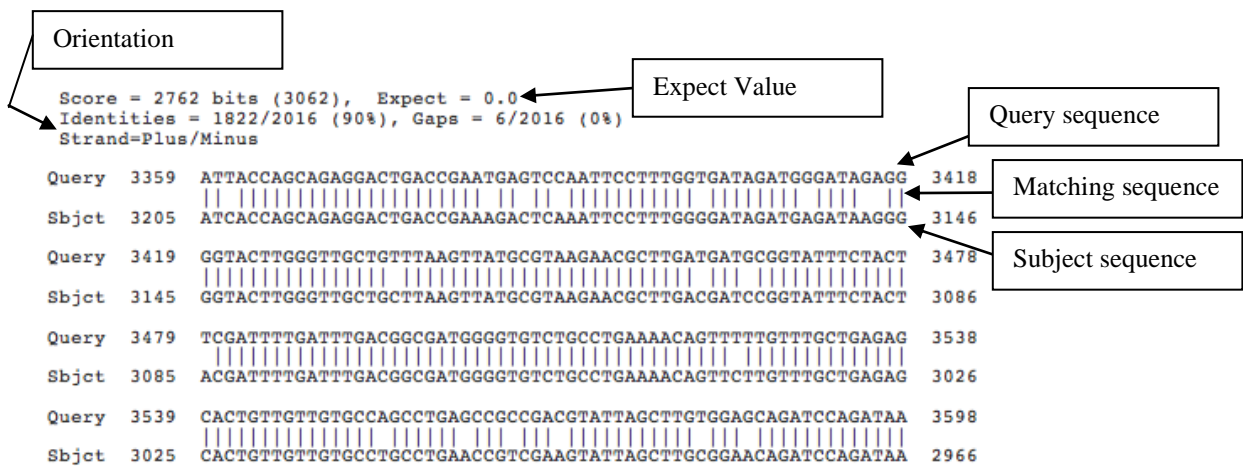 Orientation
Expect Value
Score = 2762 bits (3062),  Expect = 0.0
Identities = 1822/2016 (90%), Gaps = 6/2016 (0%)
Strand=Plus/Minus
Query sequence
Matching sequence
Subject sequence
Query  3359  ATTACCAGCAGAGGACTGACCGAATGAGTCCAATTCCTTTGGTGATAGATGGGATAGAGG  3418
Sbjct  3205  ATCACCAGCAGAGGACTGACCGAAAGACTCAAATTCCTTTGGGGATAGATGAGATAAGGG  3146
Query  3419  GGTACTTGGGTTGCTGTTTAAGTTATGCGTAAGAACGCTTGATGATGCGGTATTTCTACT  3478
Sbjct  3145  GGTACTTGGGTTGCTGCTTAAGTTATGCGTAAGAACGCTTGACGATCCGGTATTTCTACT  3086
Query  3479  TCGATTTTGATTTGACGGCGATGGGGTGTCTGCCTGAAAACAGTTTTTGTTTGCTGAGAG  3538
Sbjct  3085  ACGATTTTGATTTGACGGCGATGGGGTGTCTGCCTGAAAACAGTTCTTGTTTGCTGAGAG  3026
Query  3539  CACTGTTGTTGTGCCAGCCTGAGCCGCCGACGTATTAGCTTGTGGAGCAGATCCAGATAA  3598
Sbjct  3025  CACTGTTGTTGTGCCTGCCTGAACCGTCGAAGTATTAGCTTGCGGAACAGATCCAGATAA  2966